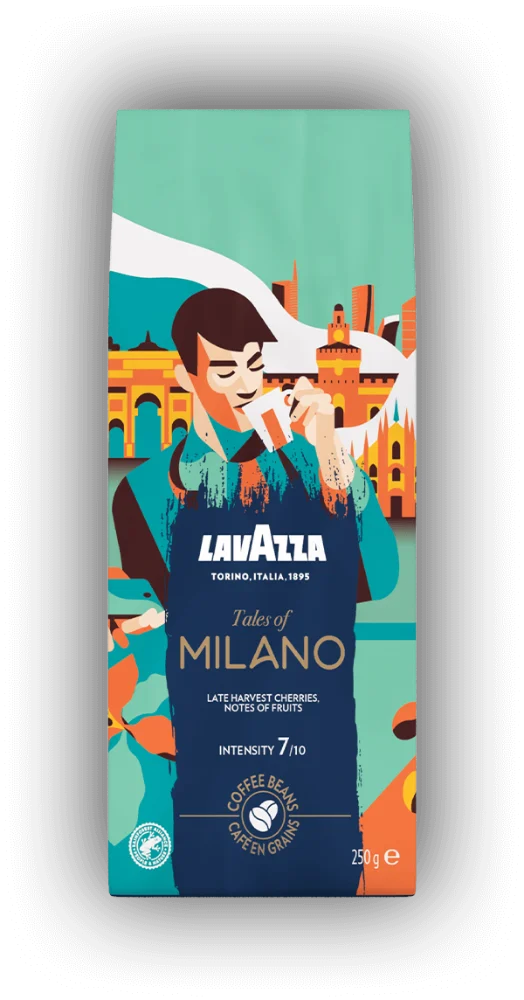 LAVAZZA
TORINO, ITALIA, 1895
Tales of
MILANO
LATE HARVEST CHERRIES,
NOTES OF FRUITS
INTENSITY 7/10
COFFEE BEANS
CAFÉ EN GRAINS
250 g e